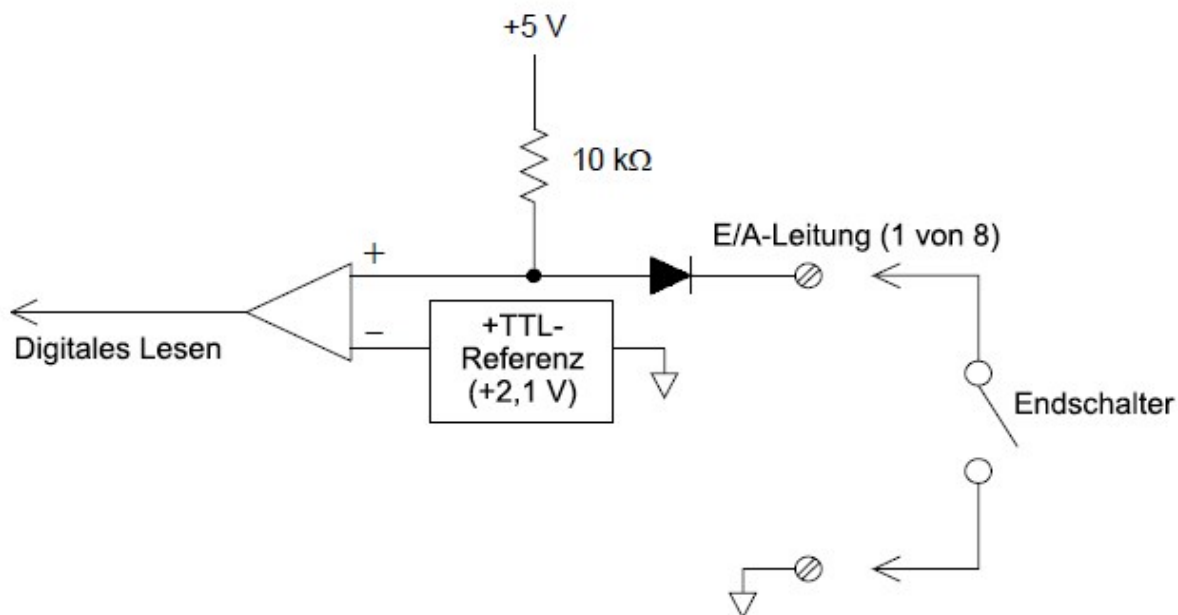 +5 V
10 kΩ
E/A-Leitung (1 von 8)
+
−
+TTL-
Referenz
(+2,1 V)
Digitales Lesen
Endschalter